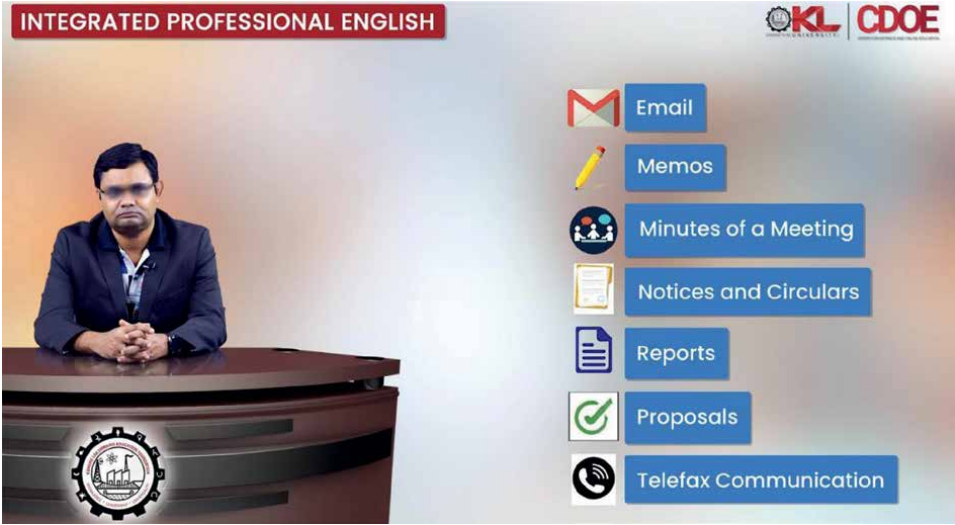 INTEGRATED PROFESSIONAL ENGLISH
KL
CDOE
Email
Memos
Minutes of a Meeting
Notices and Circulars
Reports
Proposals
Telefax Communication